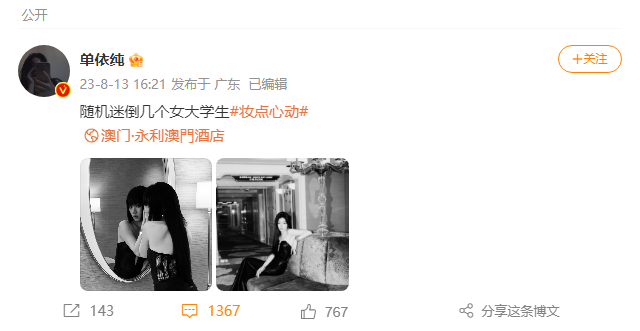 公开
单依纯
+关注
23-8-13 16:21 发布于 广东 已编辑
随机迷倒几个女大学生#妆点心动#
澳门·永利澳門酒店
143
1367
767
分享这条博文